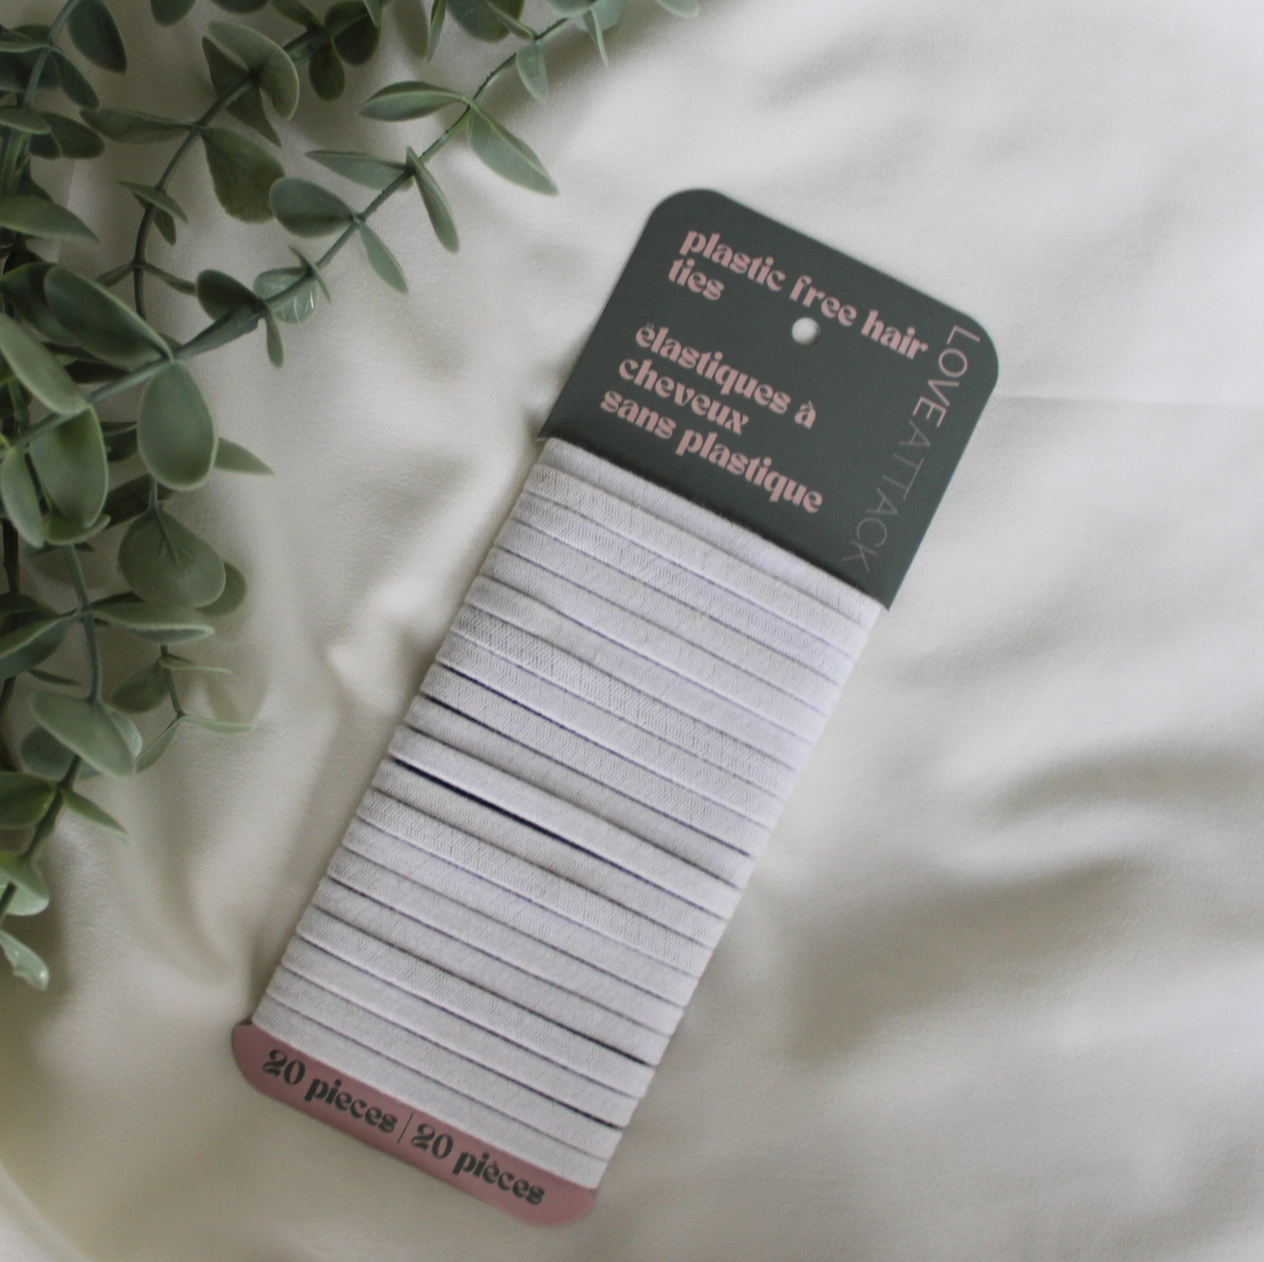 plastic free hair
ties
élastiques à
cheveux
sans plastique
LOVEATTACK
20 pieces | 20 pièces